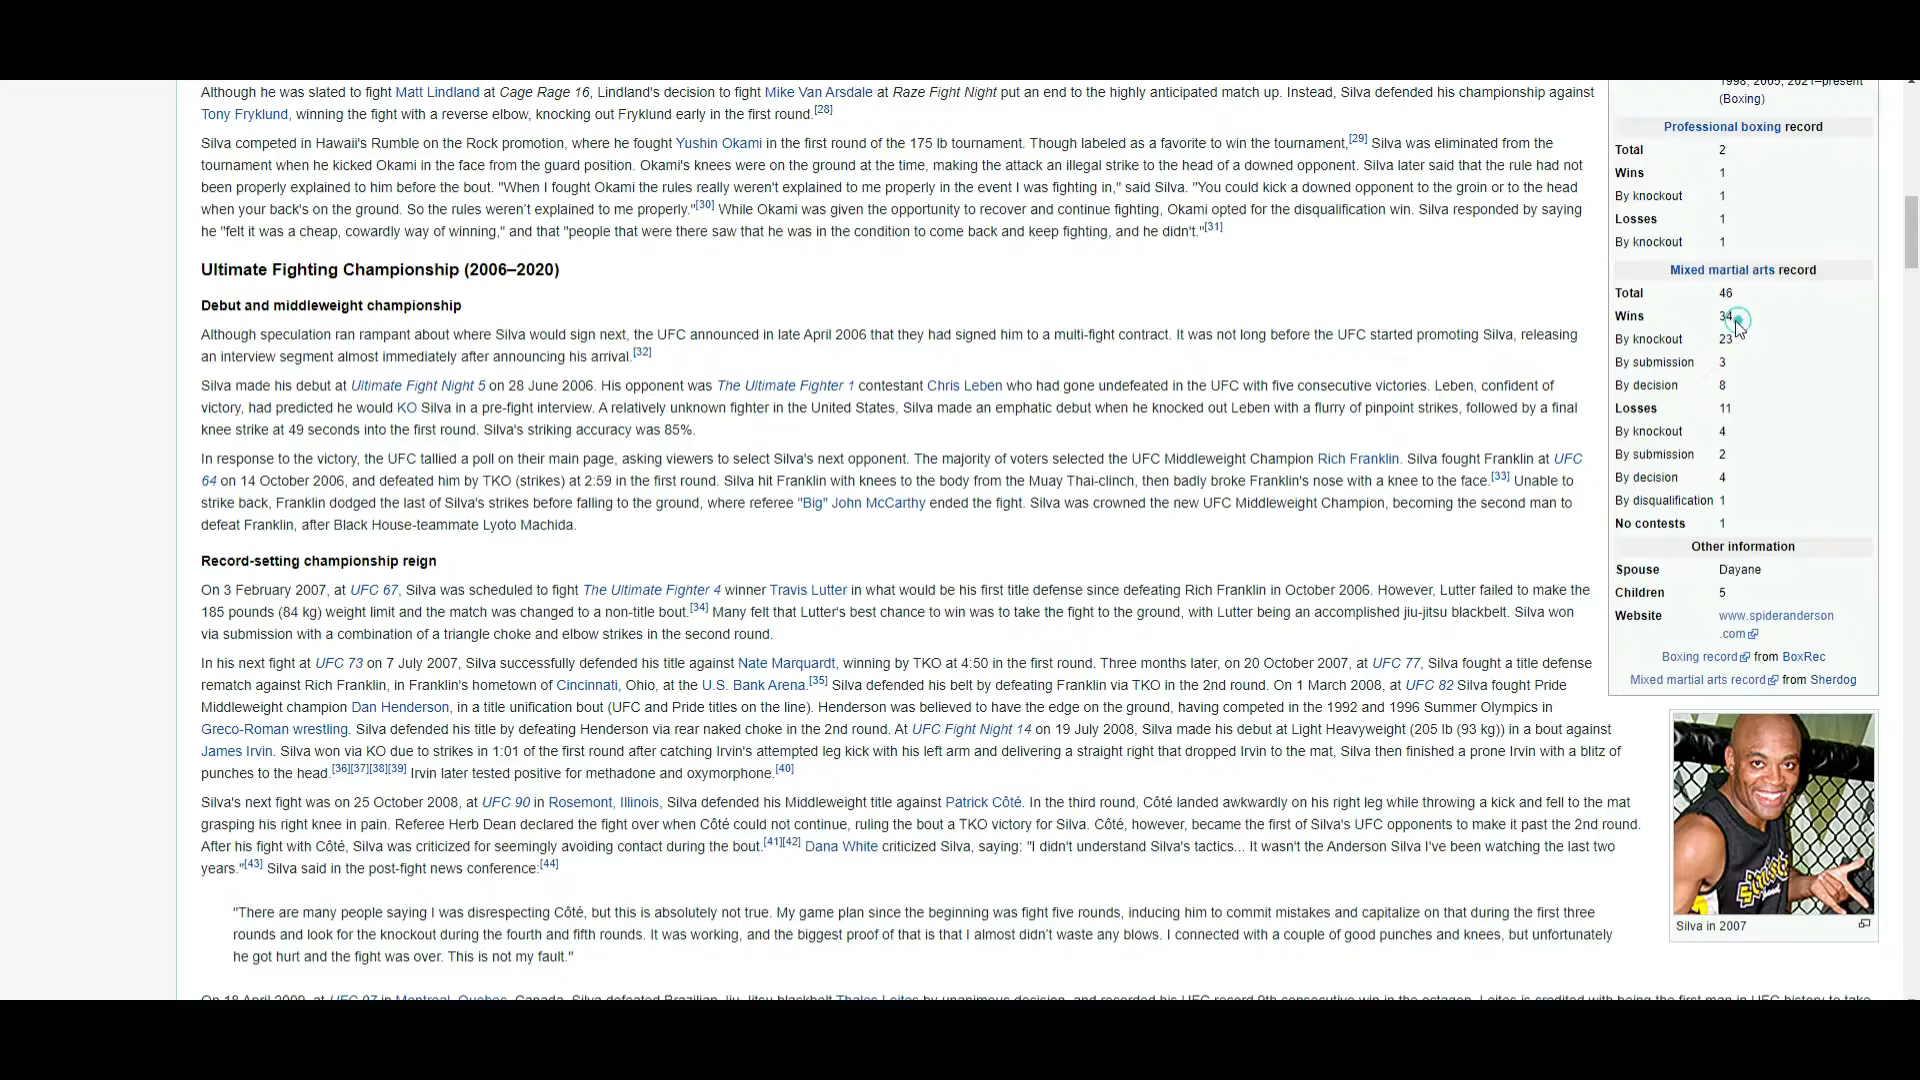 Although he was slated to fight Matt Lindland at Cage Rage 16, Lindland's decision to fight Mike Van Arsdale at Raze Fight Night put an end to the highly anticipated match up. Instead, Silva defended his championship against
Tony Fryklund, winning the fight with a reverse elbow, knocking out Fryklund early in the first round.[28]
Silva competed in Hawaii's Rumble on the Rock promotion, where he fought Yushin Okami in the first round of the 175 lb tournament. Though labeled as a favorite to win the tournament,[29] Silva was eliminated from the
tournament when he kicked Okami in the face from the guard position. Okami's knees were on the ground at the time, making the attack an illegal strike to the head of a downed opponent. Silva later said that the rule had not
been properly explained to him before the bout. "When I fought Okami the rules really weren't explained to me properly in the event I was fighting in," said Silva. "You could kick a downed opponent to the groin or to the head
when your back's on the ground. So the rules weren't explained to me properly."[30] While Okami was given the opportunity to recover and continue fighting, Okami opted for the disqualification win. Silva responded by saying
he "felt it was a cheap, cowardly way of winning," and that "people that were there saw that he was in the condition to come back and keep fighting, and he didn't."[31]
Ultimate Fighting Championship (2006–2020)
Debut and middleweight championship
Although speculation ran rampant about where Silva would sign next, the UFC announced in late April 2006 that they had signed him to a multi-fight contract. It was not long before the UFC started promoting Silva, releasing
an interview segment almost immediately after announcing his arrival.[32]
Silva made his debut at Ultimate Fight Night 5 on 28 June 2006. His opponent was The Ultimate Fighter 1 contestant Chris Leben who had gone undefeated in the UFC with five consecutive victories. Leben, confident of
victory, had predicted he would KO Silva in a pre-fight interview. A relatively unknown fighter in the United States, Silva made an emphatic debut when he knocked out Leben with a flurry of pinpoint strikes, followed by a final
knee strike at 49 seconds into the first round. Silva's striking accuracy was 85%.
In response to the victory, the UFC tallied a poll on their main page, asking viewers to select Silva's next opponent. The majority of voters selected the UFC Middleweight Champion Rich Franklin. Silva fought Franklin at UFC
64 on 14 October 2006, and defeated him by TKO (strikes) at 2:59 in the first round. Silva hit Franklin with knees to the body from the Muay Thai-clinch, then badly broke Franklin's nose with a knee to the face.[33] Unable to
strike back, Franklin dodged the last of Silva's strikes before falling to the ground, where referee "Big" John McCarthy ended the fight. Silva was crowned the new UFC Middleweight Champion, becoming the second man to
defeat Franklin, after Black House-teammate Lyoto Machida.
Record-setting championship reign
On 3 February 2007, at UFC 67, Silva was scheduled to fight The Ultimate Fighter 4 winner Travis Lutter in what would be his first title defense since defeating Rich Franklin in October 2006. However, Lutter failed to make the
185 pounds (84 kg) weight limit and the match was changed to a non-title bout.[34] Many felt that Lutter's best chance to win was to take the fight to the ground, with Lutter being an accomplished jiu-jitsu blackbelt. Silva won
via submission with a combination of a triangle choke and elbow strikes in the second round.
In his next fight at UFC 73 on 7 July 2007, Silva successfully defended his title against Nate Marquardt, winning by TKO at 4:50 in the first round. Three months later, on 20 October 2007, at UFC 77, Silva fought a title defense
rematch against Rich Franklin, in Franklin's hometown of Cincinnati, Ohio, at the U.S. Bank Arena.[35] Silva defended his belt by defeating Franklin via TKO in the 2nd round. On 1 March 2008, at UFC 82 Silva fought Pride
Middleweight champion Dan Henderson, in a title unification bout (UFC and Pride titles on the line). Henderson was believed to have the edge on the ground, having competed in the 1992 and 1996 Summer Olympics in
Greco-Roman wrestling. Silva defended his title by defeating Henderson via rear naked choke in the 2nd round. At UFC Fight Night 14 on 19 July 2008, Silva made his debut at Light Heavyweight (205 lb (93 kg)) in a bout against
James Irvin. Silva won via KO due to strikes in 1:01 of the first round after catching Irvin's attempted leg kick with his left arm and delivering a straight right that dropped Irvin to the mat, Silva then finished a prone Irvin with a blitz of
punches to the head.[36][37][38][39] Irvin later tested positive for methadone and oxymorphone.[40]
Silva's next fight was on 25 October 2008, at UFC 90 in Rosemont, Illinois, Silva defended his Middleweight title against Patrick Côté. In the third round, Côté landed awkwardly on his right leg while throwing a kick and fell to the mat
grasping his right knee in pain. Referee Herb Dean declared the fight over when Côté could not continue, ruling the bout a TKO victory for Silva. Côté, however, became the first of Silva's UFC opponents to make it past the 2nd round.
After his fight with Côté, Silva was criticized for seemingly avoiding contact during the bout.[41][42] Dana White criticized Silva, saying: "I didn't understand Silva's tactics... It wasn't the Anderson Silva I've been watching the last two
years."[43] Silva said in the post-fight news conference:[44]
"There are many people saying I was disrespecting Côté, but this is absolutely not true. My game plan since the beginning was fight five rounds, inducing him to commit mistakes and capitalize on that during the first three
rounds and look for the knockout during the fourth and fifth rounds. It was working, and the biggest proof of that is that I almost didn't waste any blows. I connected with a couple of good punches and knees, but unfortunately
he got hurt and the fight was over. This is not my fault."
On 18 April 2009, at UFC 97 in Montreal, Quebec, Canada, Silva defeated Brazilian Jiu-Jitsu blackbelt Thales Leites by unanimous decision, and recorded his UFC record 9th consecutive win in the octagon. Leites is credited with being the first man in UFC history to take
1998, 2005, 2021–present
(Boxing)
Professional boxing record
Total 2
Wins 1
By knockout 1
Losses 1
By knockout 1
Mixed martial arts record
Total 46
Wins 34
By knockout 23
By submission 3
By decision 8
Losses 11
By knockout 4
By submission 2
By decision 4
By disqualification 1
No contests 1
Other information
Spouse Dayane
Children 5
Website www.spideranderson
.com
Boxing record from BoxRec
Mixed martial arts record from Sherdog
Silva in 2007